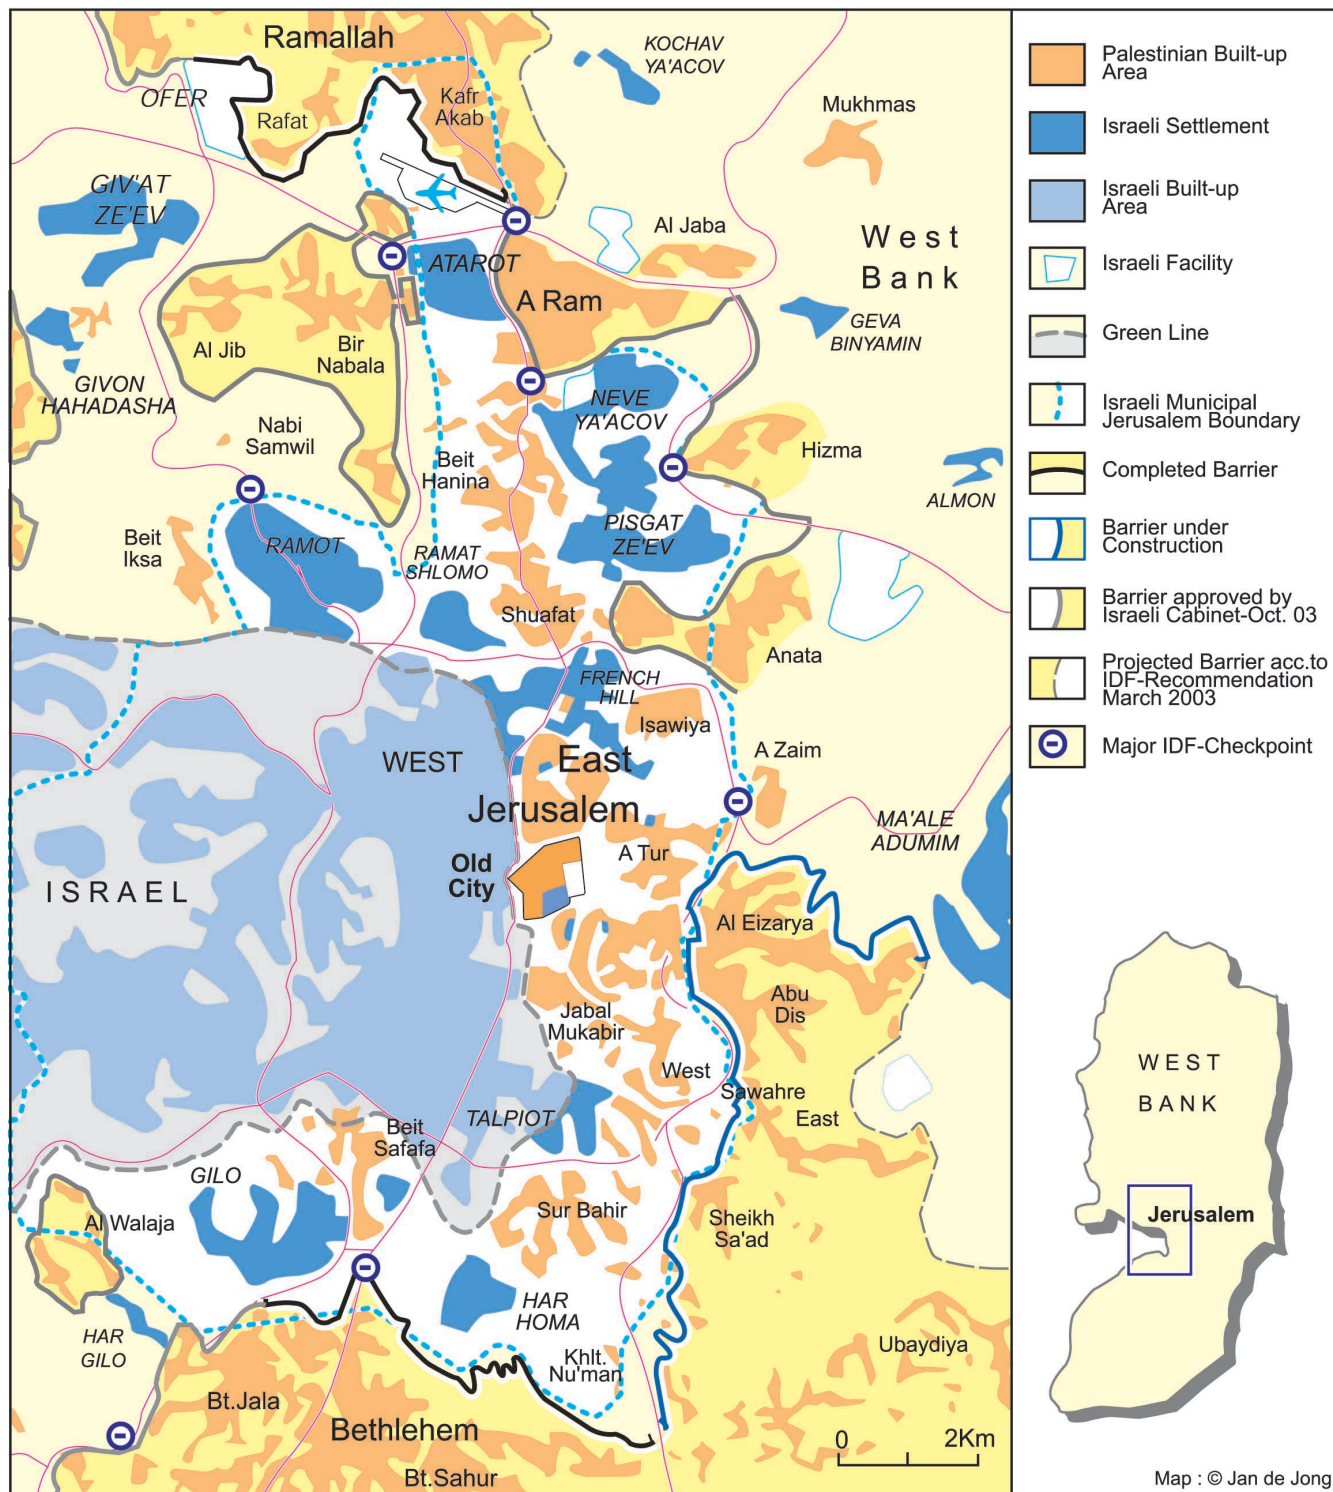 Ramallah
KOCHAV
YA'ACOV
OFER
Rafat
Kafr
Akab
Mukhmas
GIV'AT
ZE'EV
Al Jaba
West
Bank
ATAROT
A Ram
GEVA
BINYAMIN
Al Jib
Bir
Nabala
GIVON
HAHADASHA
NEVE
YA'ACOV
Nabi
Samwil
Beit
Hanina
Hizma
ALMON
Beit
Iksa
RAMOT
RAMAT
SHLOMO
PISGAT
ZE'EV
Shuafat
Anata
FRENCH
HILL
Isawiya
WEST
East
Jerusalem
A Zaim
MA'ALE
ADUMIM
Old
City
A Tur
ISRAEL
Al Eizarya
Abu
Dis
Jabal
Mukabir
West
Sawahre
East
TALPIOT
Beit
Safafa
GILO
Al Walaja
Sur Bahir
Sheikh
Sa'ad
HAR
HOMA
HAR
GILO
Khlt.
Nu'man
Ubaydiya
Bt.Jala
Bethlehem
Bt.Sahur
0 2Km
Palestinian Built-up
Area
Israeli Settlement
Israeli Built-up
Area
Israeli Facility
Green Line
Israeli Municipal
Jerusalem Boundary
Completed Barrier
Barrier under
Construction
Barrier approved by
Israeli Cabinet-Oct. 03
Projected Barrier acc.to
IDF-Recommendation
March 2003
Major IDF-Checkpoint
WEST
BANK
Jerusalem
Map : © Jan de Jong